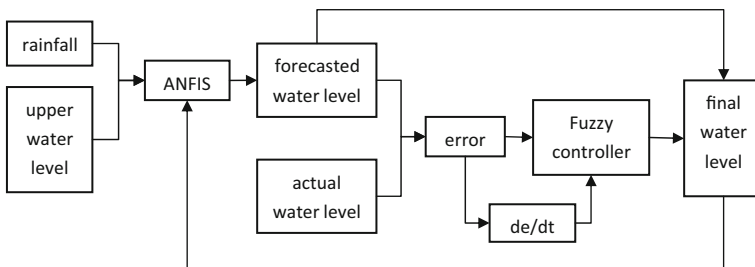 rainfall
upper
water
level
ANFIS
forecasted
water level
actual
water level
error
de/dt
Fuzzy
controller
final
water
level